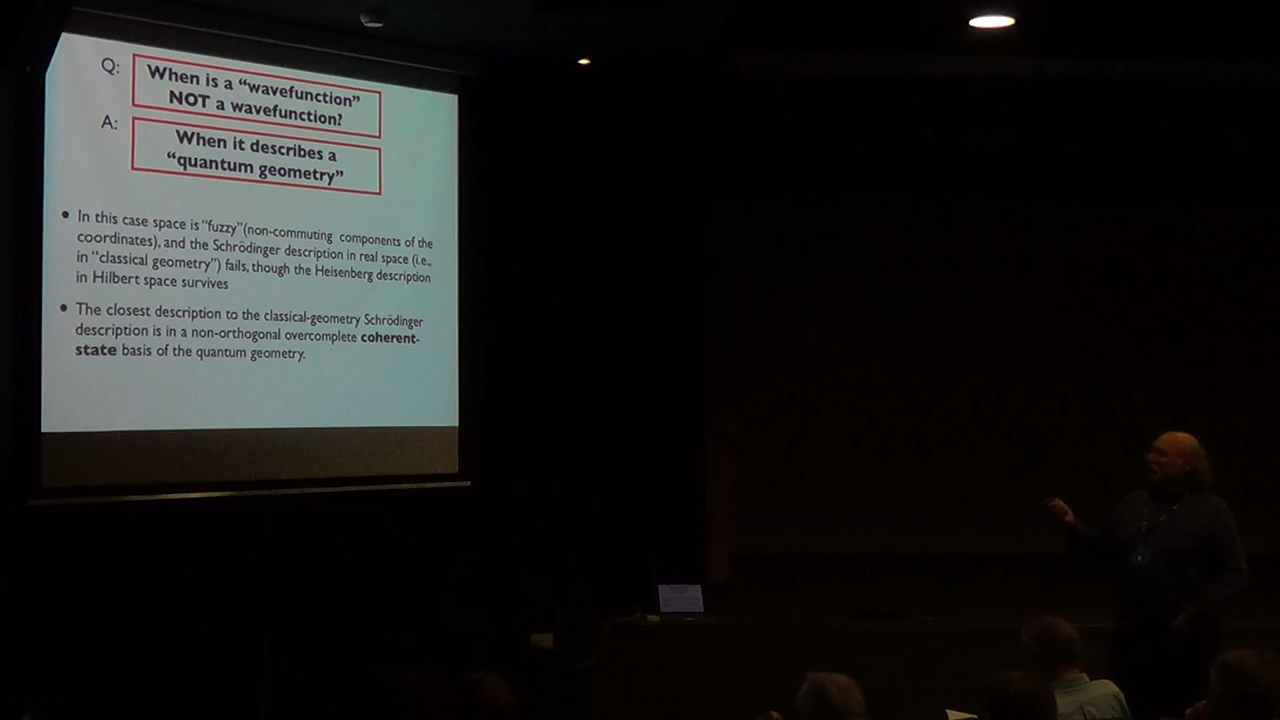 Q:
When is a “wavefunction”
NOT a wavefunction?
A:
When it describes a
“quantum geometry”
• In this case space is “fuzzy”(non-commuting components of the
coordinates), and the Schrödinger description in real space (i.e.,
in “classical geometry”) fails, though the Heisenberg description
in Hilbert space survives
• The closest description to the classical-geometry Schrödinger
description is in a non-orthogonal overcomplete coherent-
state basis of the quantum geometry.